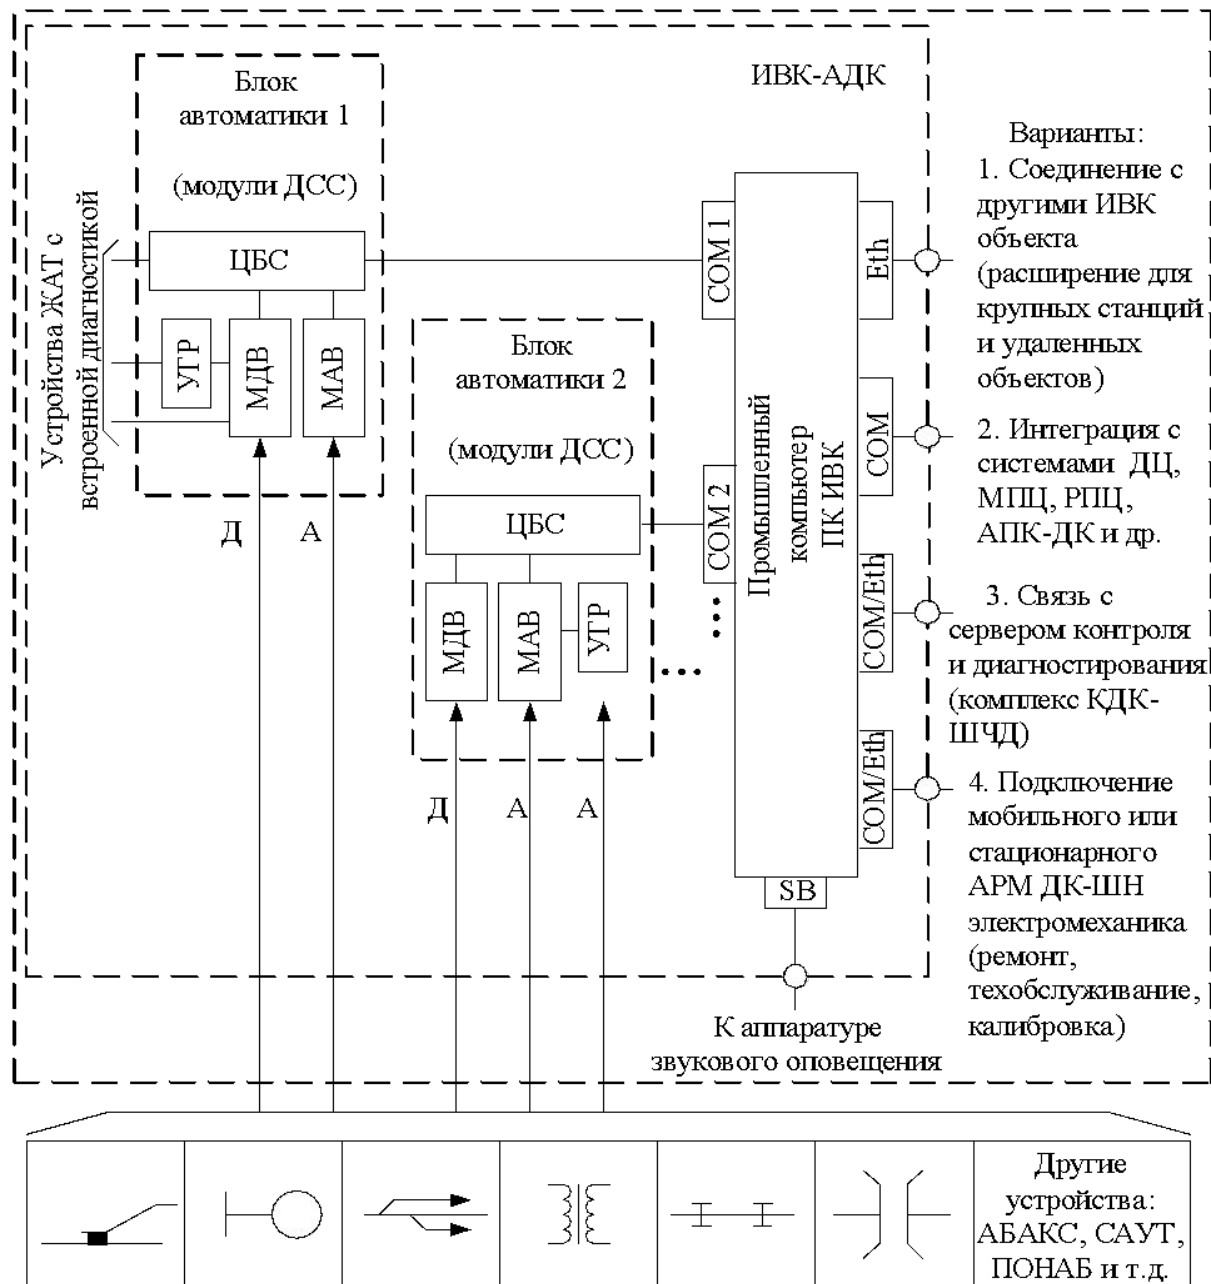 ИВК-АДК
Блок
автоматики 1
(модули ДСС)
ЦБС
УГР
МДВ
МАВ
Устройства ЖАТ с
встроенной диагностикой
Д
А
Блок
автоматики 2
(модули ДСС)
ЦБС
МДВ
МАВ
УГР
Д
А
А
COM 1
COM 2
Промышленный
компьютер
ПК ИВК
Eth
COM
COM/Eth
COM/Eth
SB
К аппаратуре
звукового оповещения
Варианты:
1. Соединение с
другими ИВК
объекта
(расширение для
крупных станций
и удаленных
объектов)
2. Интеграция с
системами ДЦ,
МПЦ, РПЦ,
АПК-ДК и др.
3. Связь с
сервером контроля
и диагностирования
(комплекс КДК-
ШЧД)
4. Подключение
мобильного или
стационарного
АРМ ДК-ШН
электромеханика
(ремонт,
техобслуживание,
калибровка)
Другие
устройства:
АБАКС, САУТ,
ПОНАБ и т.д.